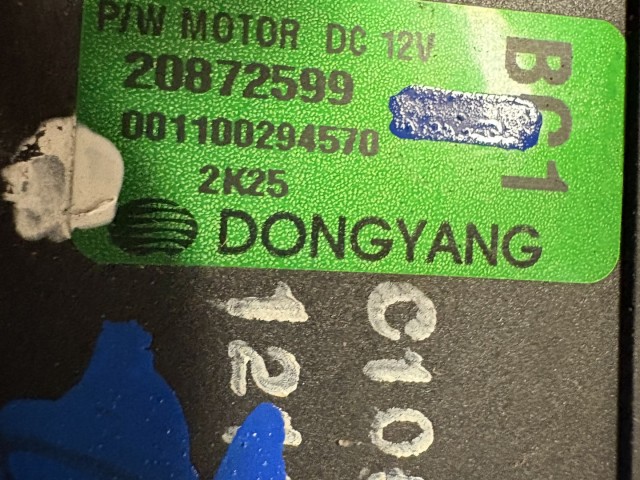 P/W MOTOR DC 12V
20872599
001100294570
2K25
DONGYANG
BC1